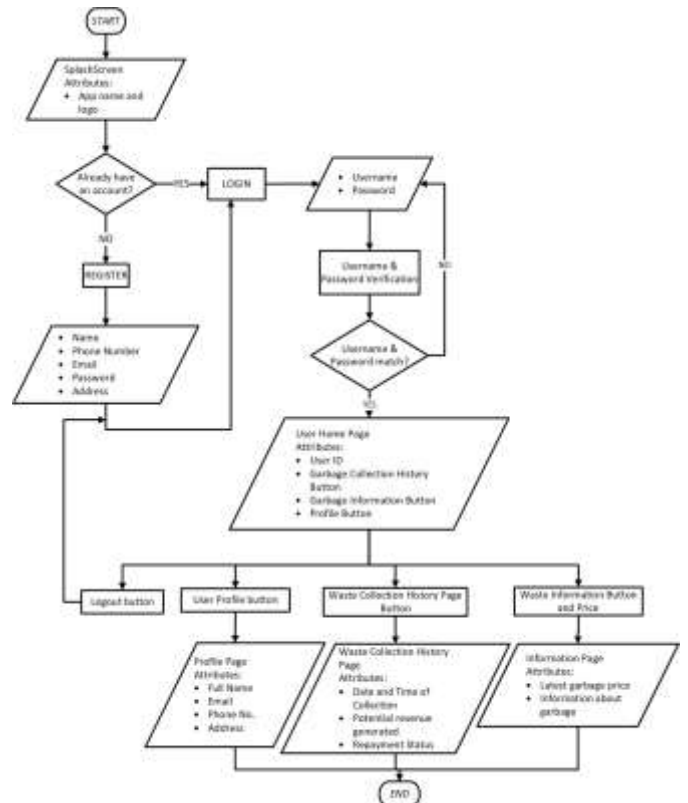 START
SplashScreen
Attributes:
• App name and
logo
Already have
an account?
YES
LOGIN
• Username
• Password
NO
REGISTER
Username &
Password Verification
NO
• Name
• Phone Number
• Email
• Password
• Address
Username &
Password match?
YES
User Home Page
Attributes:
• User ID
• Garbage Collection History
Button
• Garbage Information Button
• Profile Button
Logout button
User Profile button
Waste Collection History Page
Button
Waste Information Button
and Price
Profile Page
Attributes:
• Full Name
• Email
• Phone No.
• Address
Waste Collection History
Page
Attributes:
• Date and Time of
Collection
• Potential revenue
generated
• Repayment Status
Information Page
Attributes:
• Latest garbage price
• Information about
garbage
END